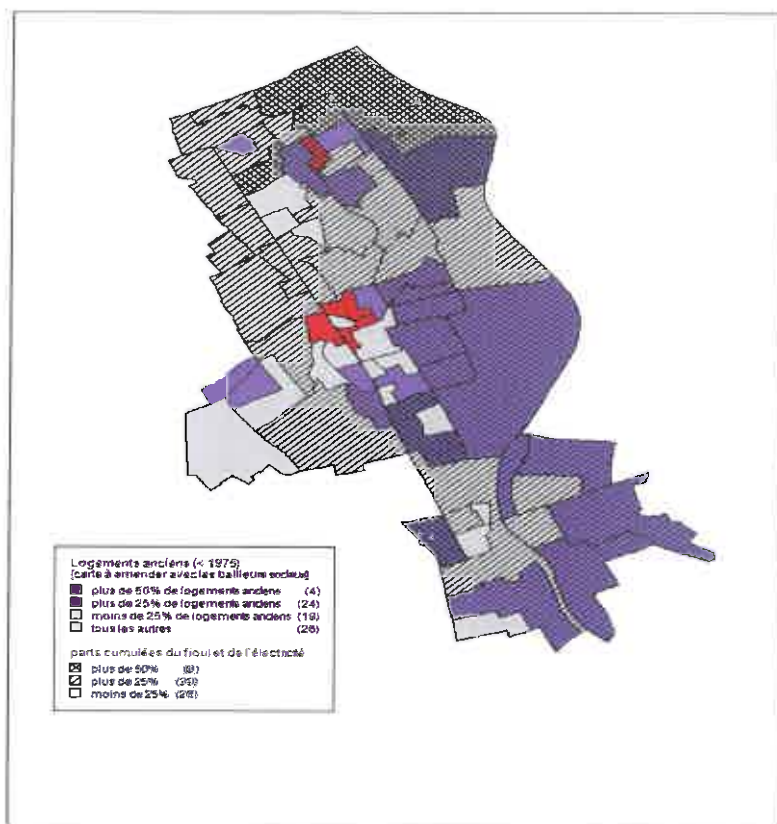 Logements anciens (< 1975)
(carte à amender avec les bailleurs sociaux)
plus de 50% de logements anciens (4)
plus de 25% de logements anciens (24)
moins de 25% de logements anciens (19)
tous les autres (26)
parts cumulées du fioul et de l'électricité
plus de 50%
plus de 25%
moins de 25%